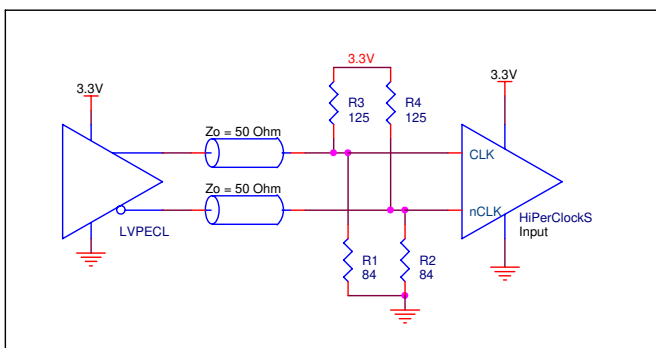 3.3V
3.3V
3.3V
R3
125
R4
125
Zo = 50 Ohm
CLK
Zo = 50 Ohm
nCLK
HiPerClockS
Input
LVPECL
R1
84
R2
84